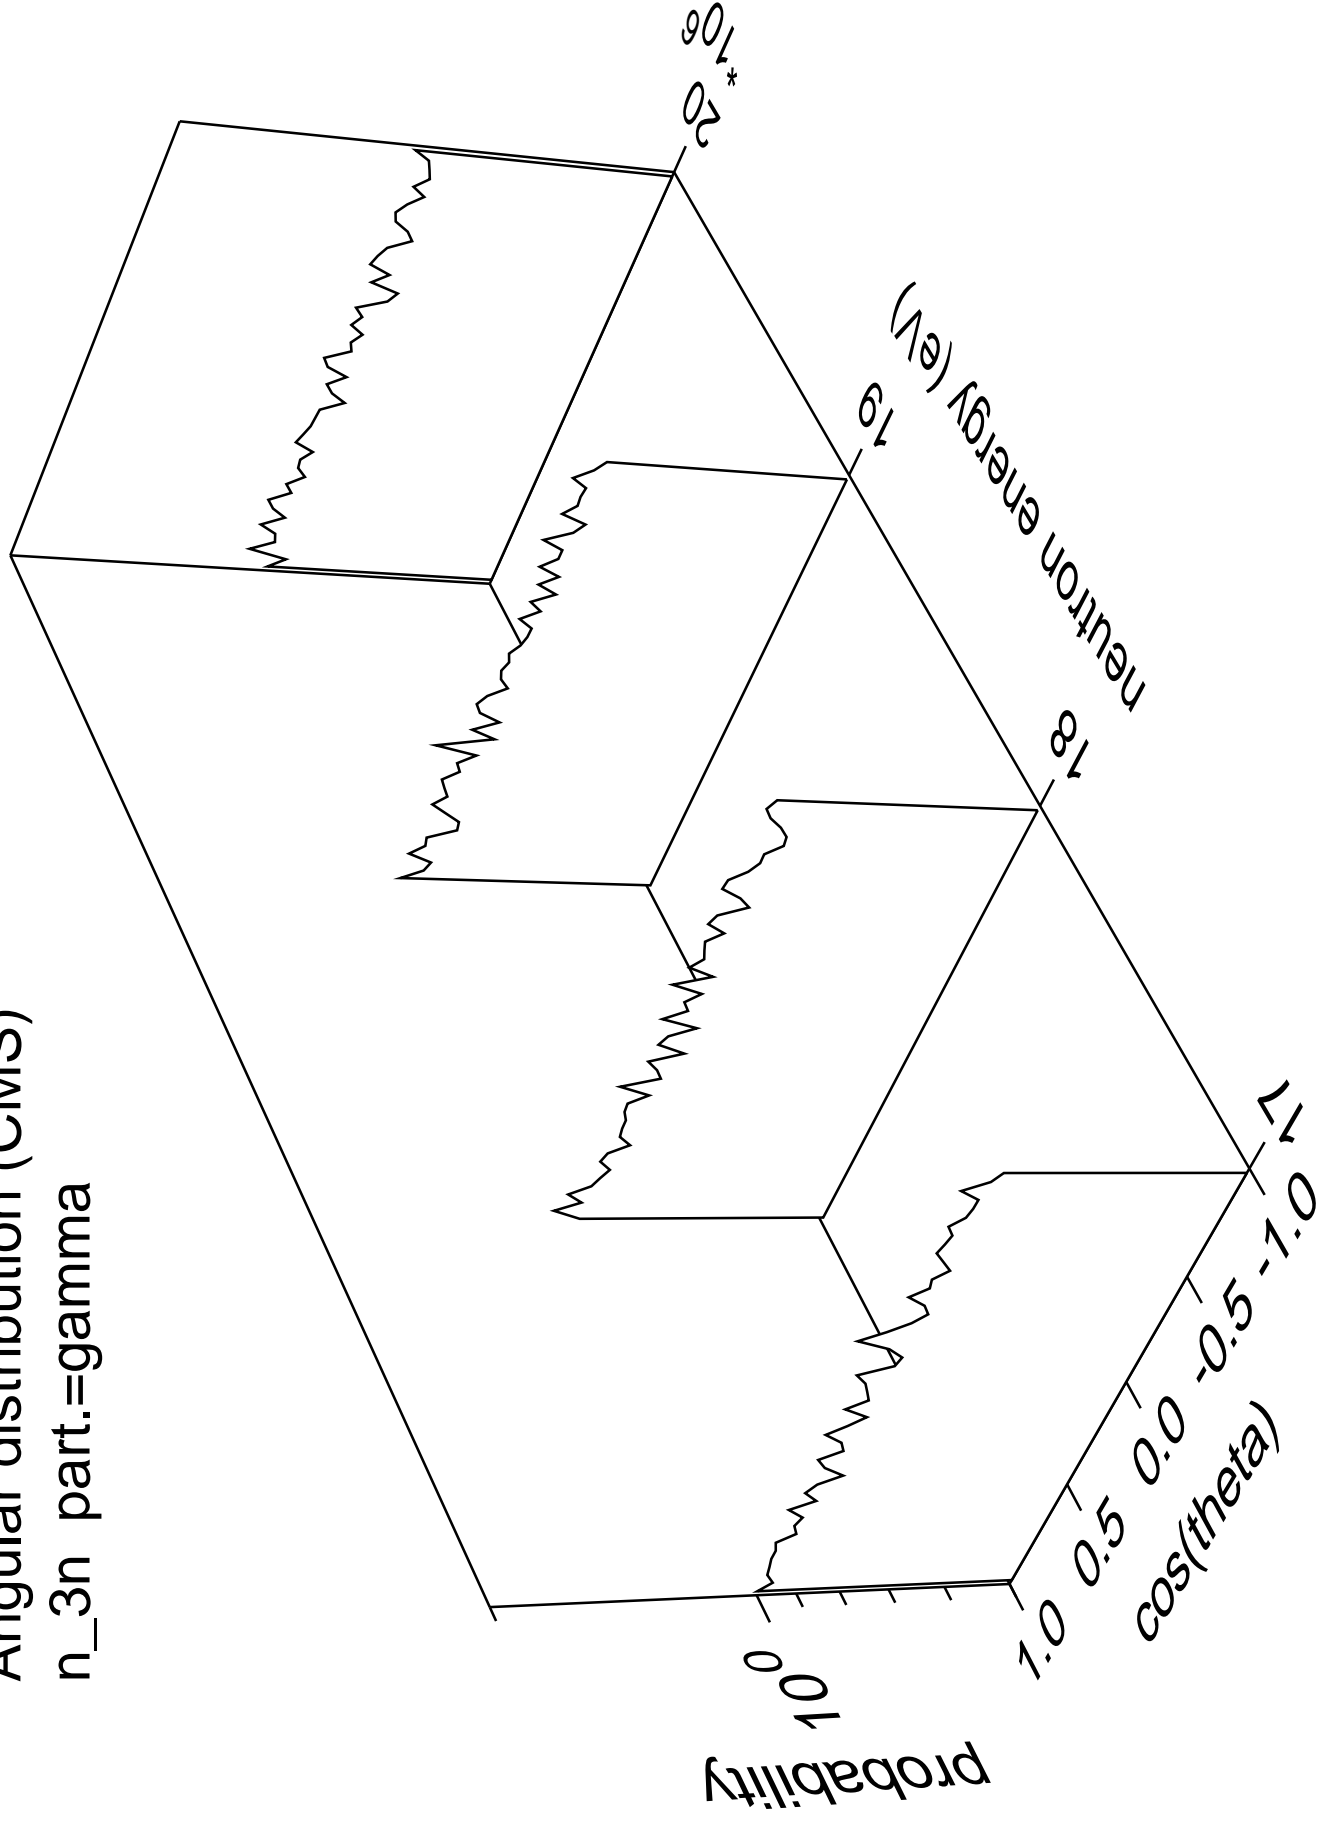 Angular distribution (CMS)
n_3n part.=gamma
probability
10^0
1.0
0.5
0.0
-0.5
-1.0
cos(theta)
17
18
19
20
*10^6
neutron energy (eV)